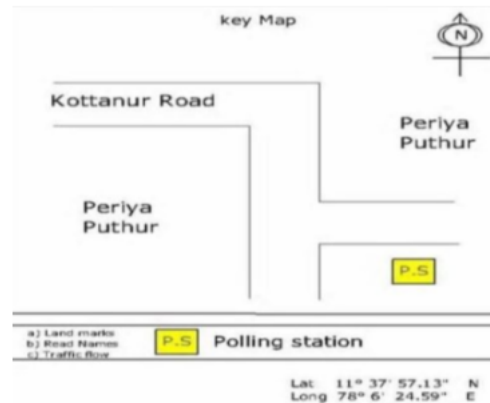 key Map
N
Kottanur Road
Periya
Puthur
Periya
Puthur
P.S
a) Land marks
b) Road Names
c) Traffic flow
P.S Polling station
Lat 11° 37' 57.13" N
Long 78° 6' 24.59" E